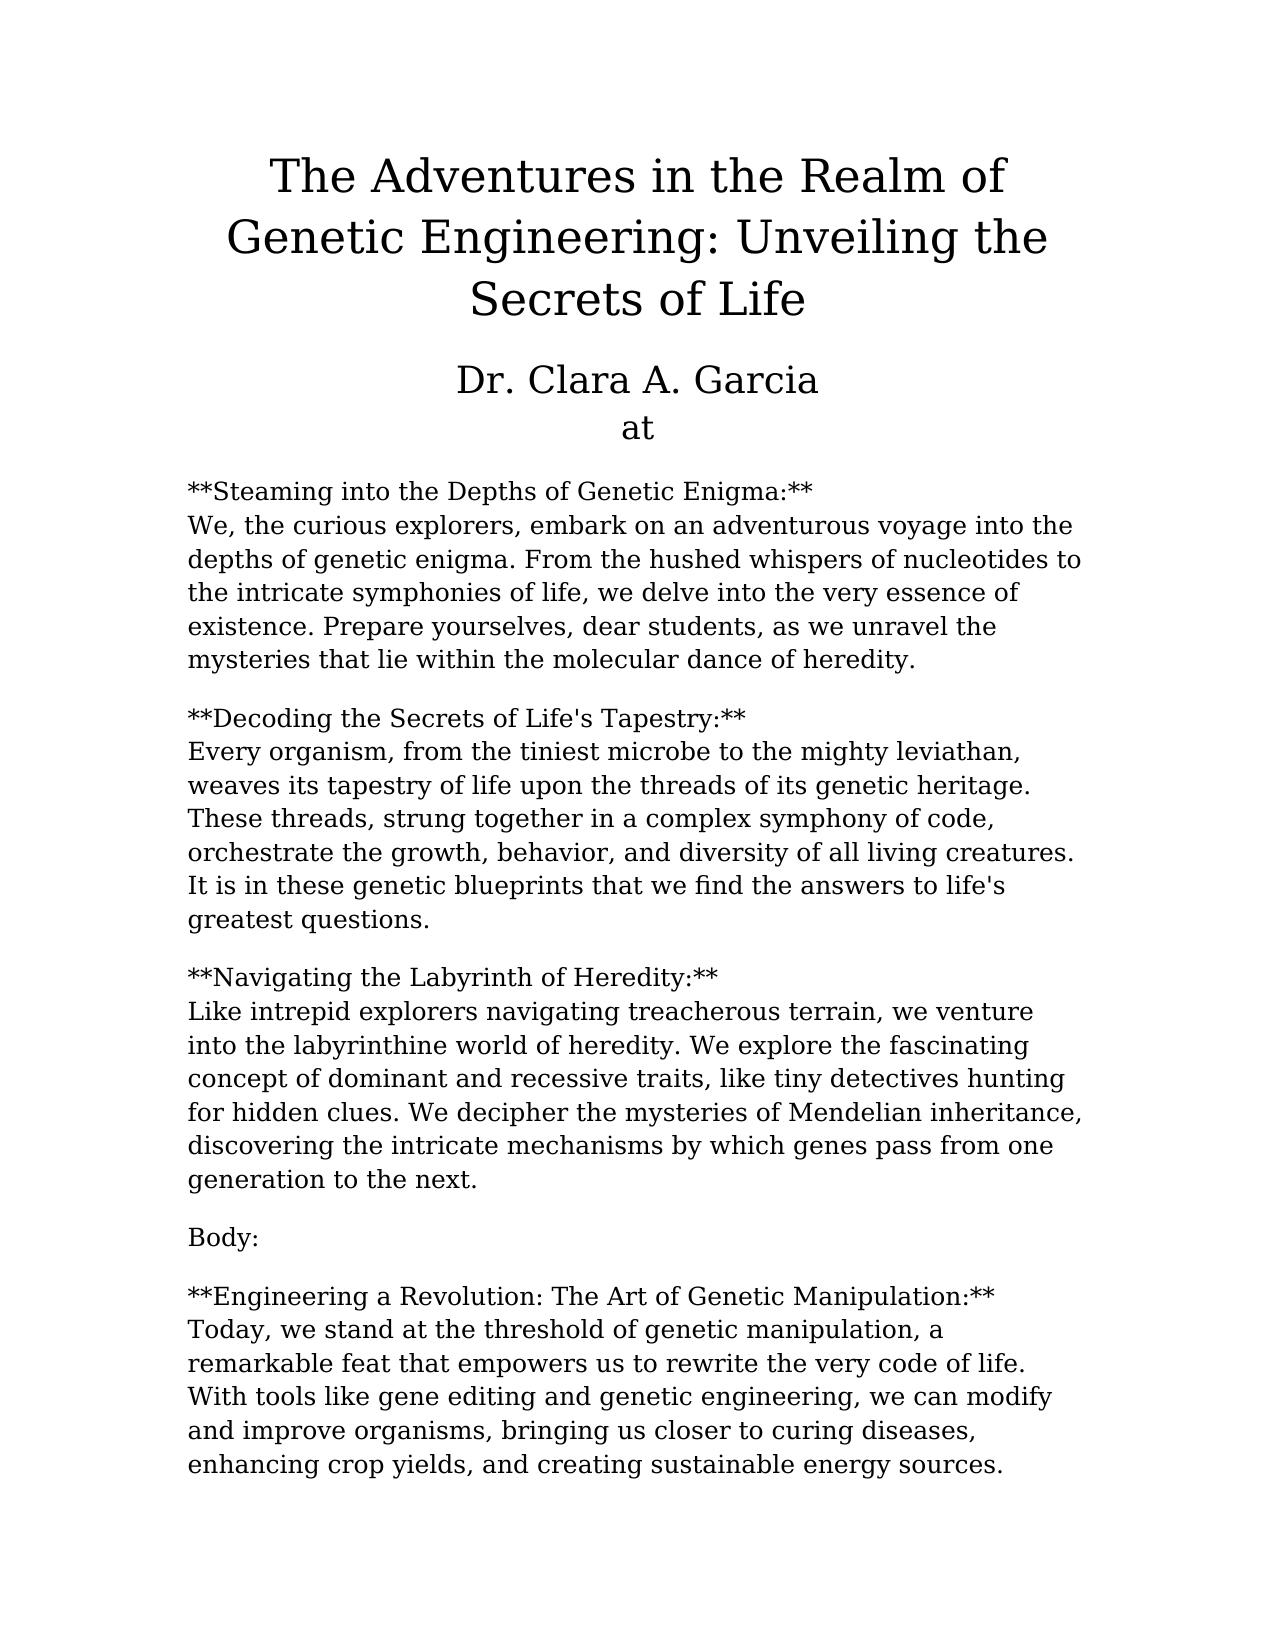 The Adventures in the Realm of
Genetic Engineering: Unveiling the
Secrets of Life
Dr. Clara A. Garcia
at
**Steaming into the Depths of Genetic Enigma:**
We, the curious explorers, embark on an adventurous voyage into the
depths of genetic enigma. From the hushed whispers of nucleotides to
the intricate symphonies of life, we delve into the very essence of
existence. Prepare yourselves, dear students, as we unravel the
mysteries that lie within the molecular dance of heredity.
**Decoding the Secrets of Life's Tapestry:**
Every organism, from the tiniest microbe to the mighty leviathan,
weaves its tapestry of life upon the threads of its genetic heritage.
These threads, strung together in a complex symphony of code,
orchestrate the growth, behavior, and diversity of all living creatures.
It is in these genetic blueprints that we find the answers to life's
greatest questions.
**Navigating the Labyrinth of Heredity:**
Like intrepid explorers navigating treacherous terrain, we venture
into the labyrinthine world of heredity. We explore the fascinating
concept of dominant and recessive traits, like tiny detectives hunting
for hidden clues. We decipher the mysteries of Mendelian inheritance,
discovering the intricate mechanisms by which genes pass from one
generation to the next.
Body:
**Engineering a Revolution: The Art of Genetic Manipulation:**
Today, we stand at the threshold of genetic manipulation, a
remarkable feat that empowers us to rewrite the very code of life.
With tools like gene editing and genetic engineering, we can modify
and improve organisms, bringing us closer to curing diseases,
enhancing crop yields, and creating sustainable energy sources.